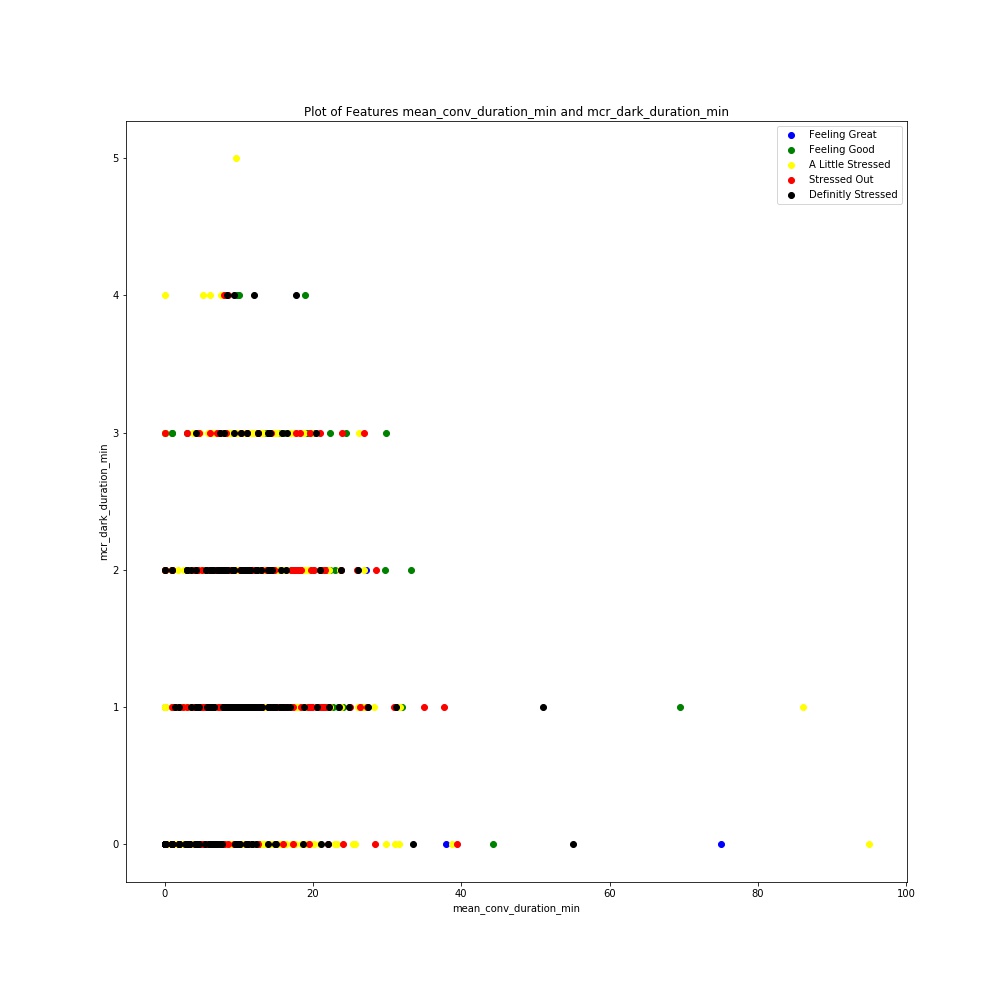 Plot of Features mean_conv_duration_min and mcr_dark_duration_min
Feeling Great
Feeling Good
A Little Stressed
Stressed Out
Definitly Stressed
5
4
3
2
1
0
mcr_dark_duration_min
0 20 40 60 80 100
mean_conv_duration_min